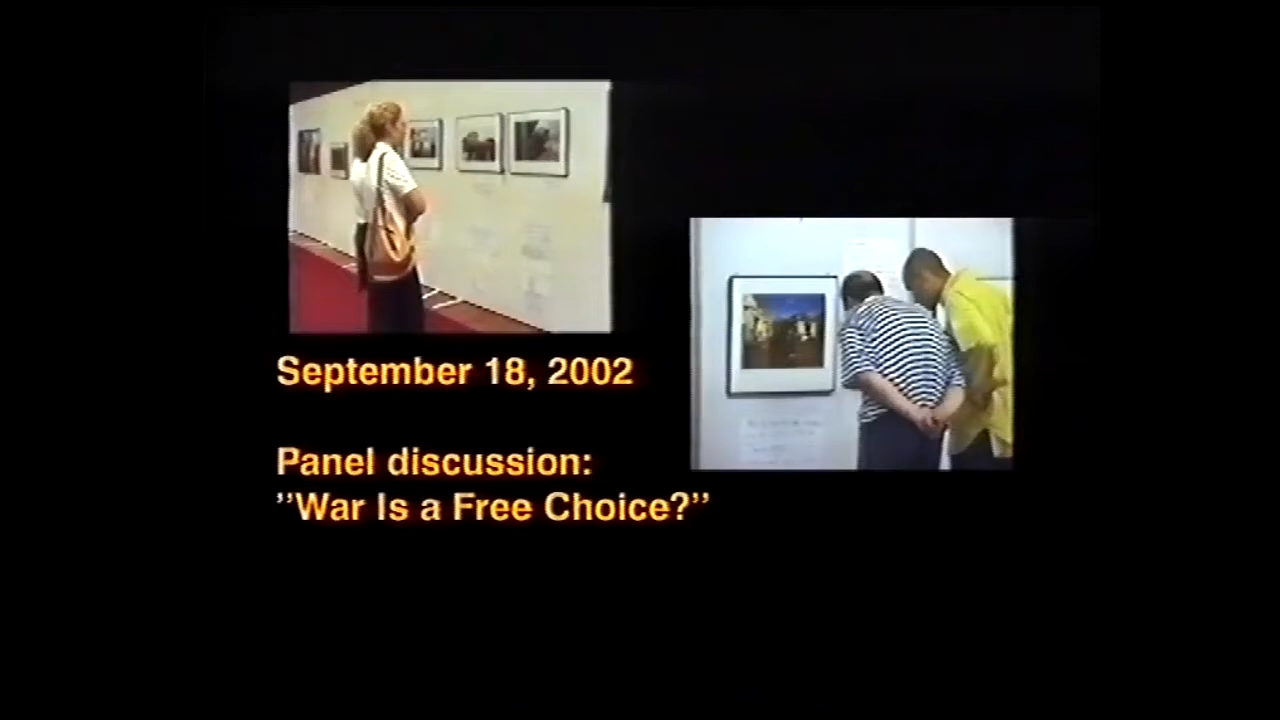 September 18, 2002
Panel discussion:
''War Is a Free Choice?''